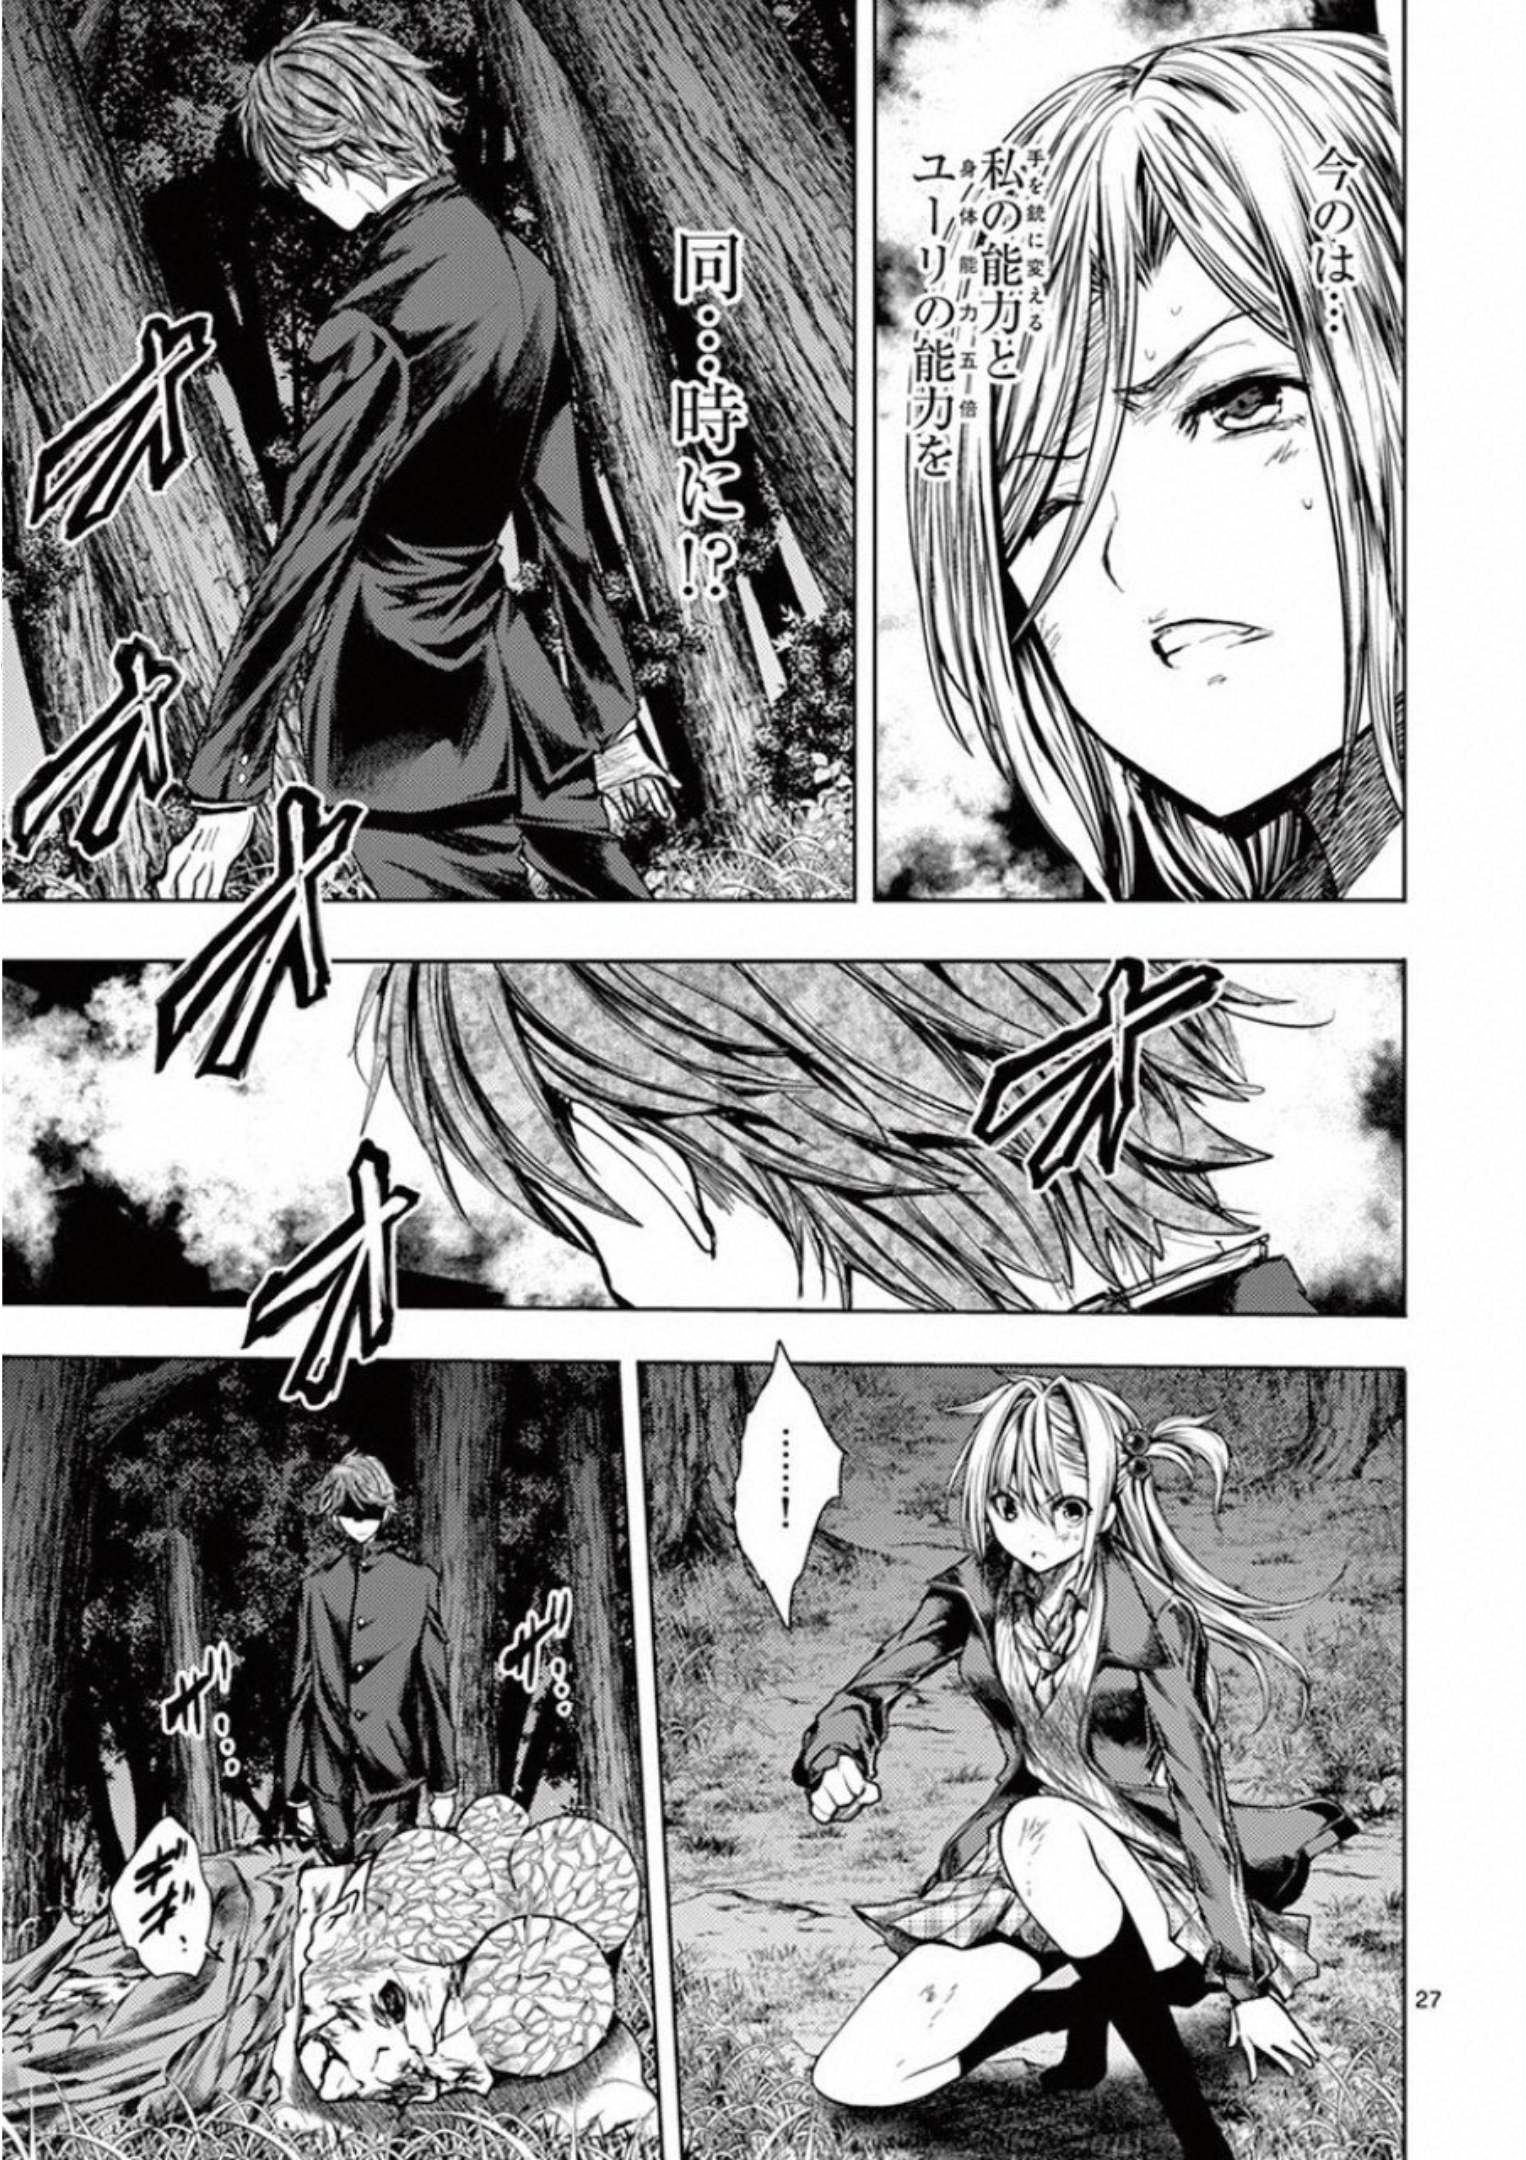 今のは…
手を銃に変える
私の能力と
身体能力五倍
ユーリの能力を
同…時に!?
オオオ
オオオ
……!
ザ…
ザ…
ギギ…
27